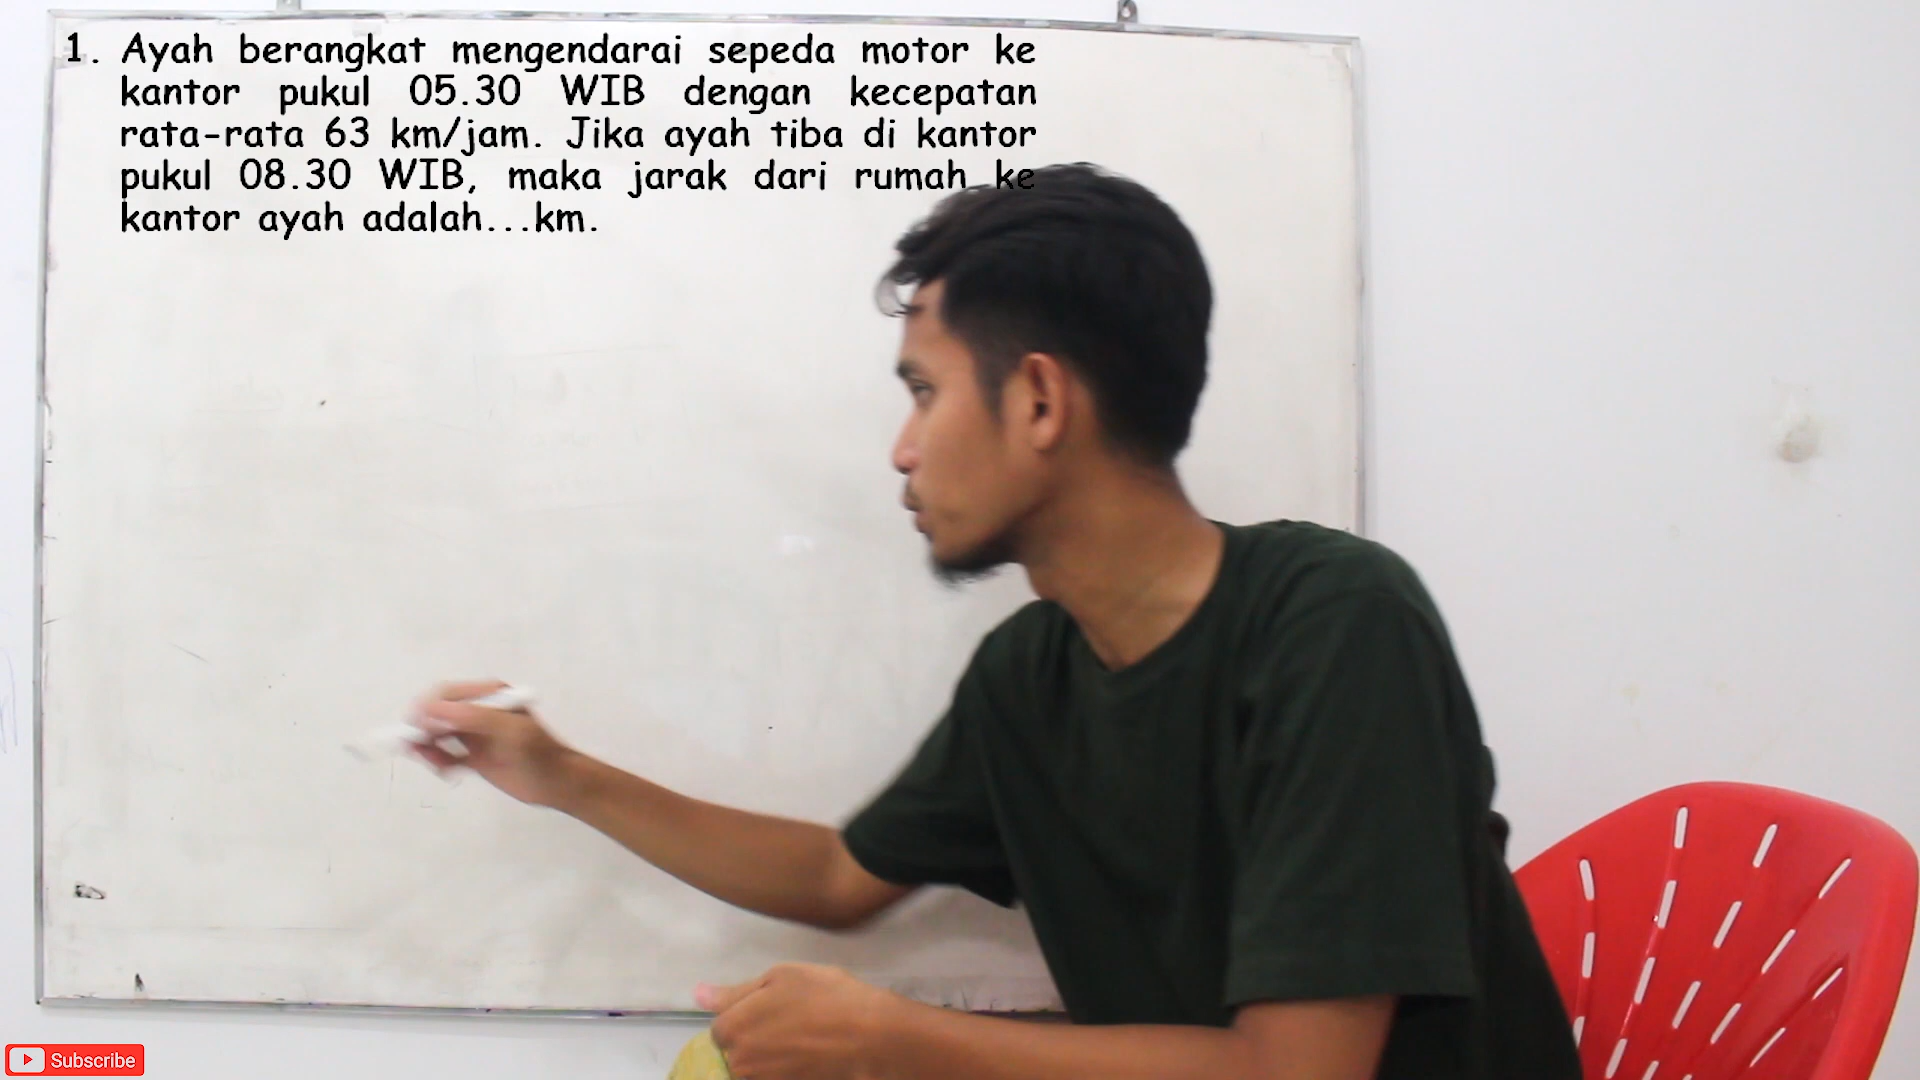 1. Ayah berangkat mengendarai sepeda motor ke
kantor pukul 05.30 WIB dengan kecepatan
rata-rata 63 km/jam. Jika ayah tiba di kantor
pukul 08.30 WIB, maka jarak dari rumah ke
kantor ayah adalah...km.
Subscribe